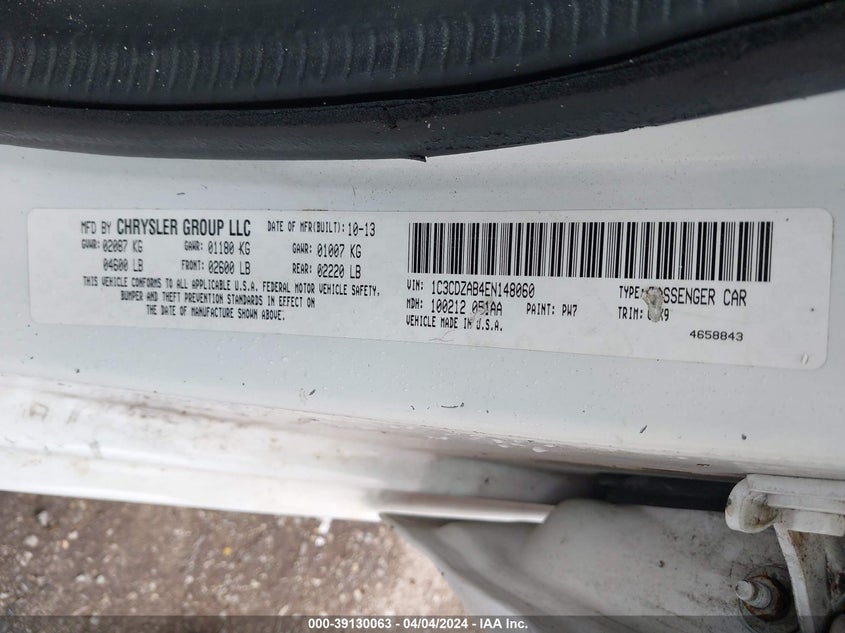 MFD BY CHRYSLER GROUP LLC DATE OF MFR(BUILT): 10-13
GVWR: 02087 KG GAWR: 01180 KG GAWR: 01007 KG
04600 LB FRONT: 02600 LB REAR: 02220 LB
THIS VEHICLE CONFORMS TO ALL APPLICABLE U.S.A. FEDERAL MOTOR VEHICLE SAFETY,
BUMPER AND THEFT PREVENTION STANDARDS IN EFFECT ON
THE DATE OF MANUFACTURE SHOWN ABOVE.
VIN: 1C3CDZAB4EN148060 TYPE: PASSENGER CAR
MDH: 100212 051AA PAINT: PW7 TRIM:
VEHICLE MADE IN U.S.A.
4658843
000-39130063 - 04/04/2024 - IAA Inc.